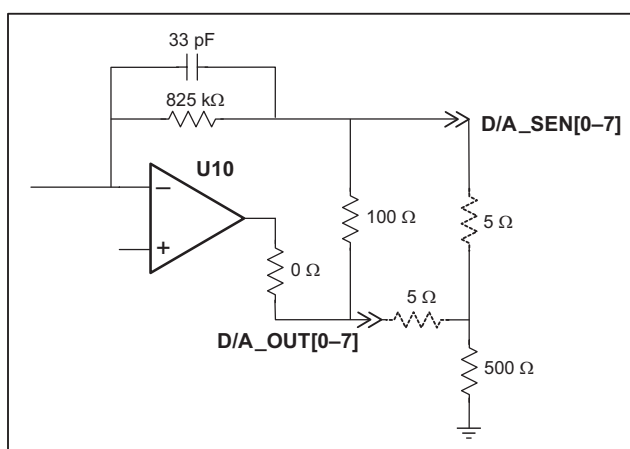 33 pF
825 kΩ
D/A_SEN[0–7]
U10
−
+
100 Ω
5 Ω
0 Ω
5 Ω
D/A_OUT[0–7]
500 Ω